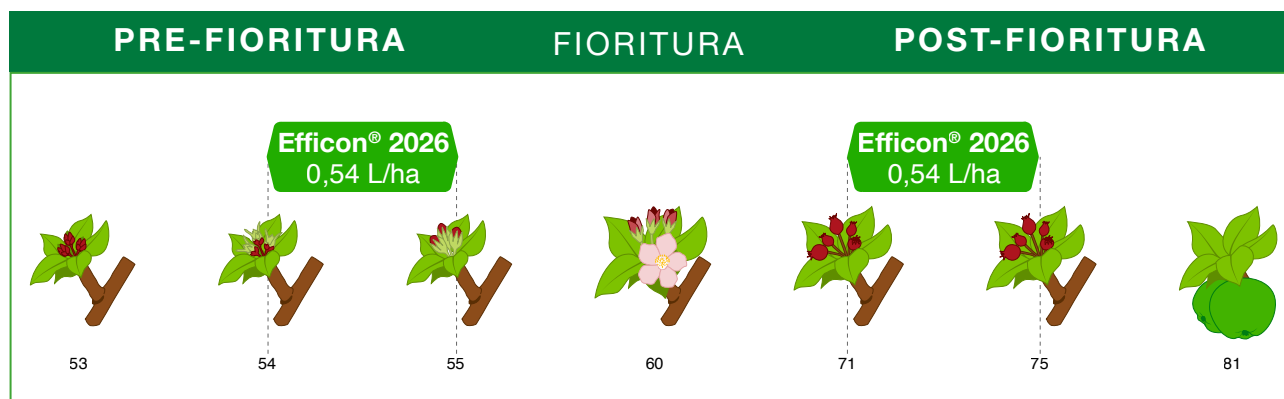 PRE-FIORITURA FIORITURA POST-FIORITURA
Efficon® 2026
0,54 L/ha
Efficon® 2026
0,54 L/ha
53 54 55 60 71 75 81